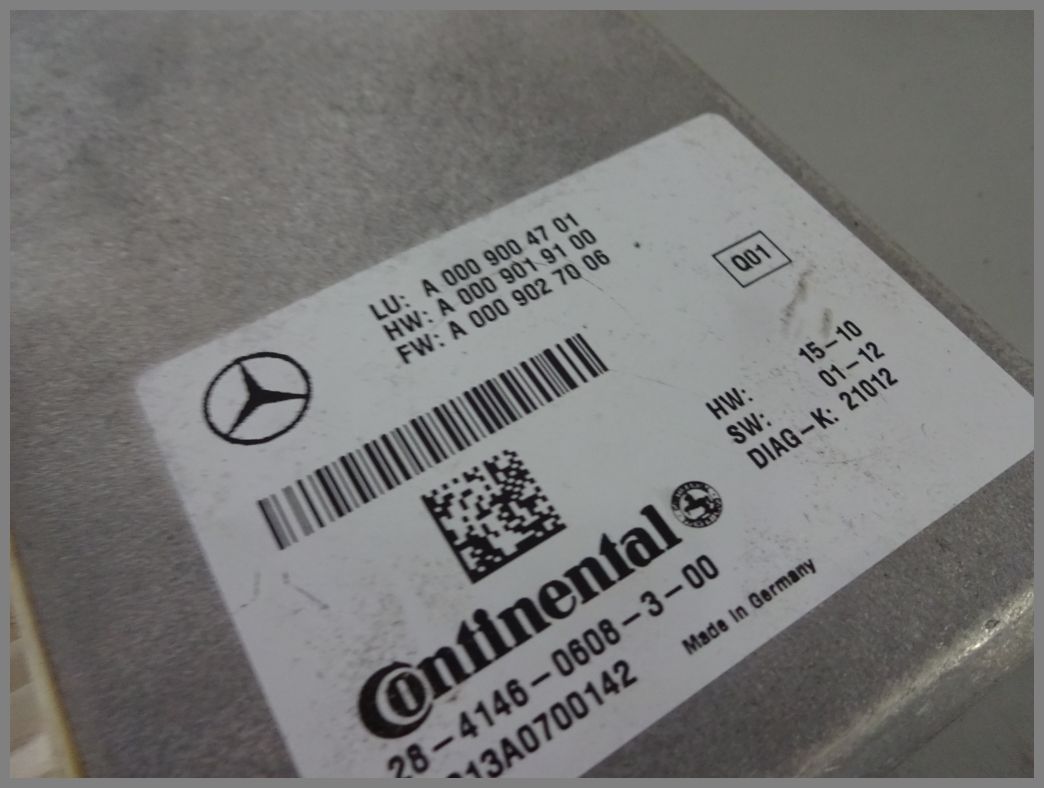 LU: A 000 900 47 01
HW: A 000 901 91 00
FW: A 000 902 70 06
Q01
HW: 15-10
SW: 01-12
DIAG-K: 21012
Continental
28-4146-0608-3-00
13A0700142
Made in Germany